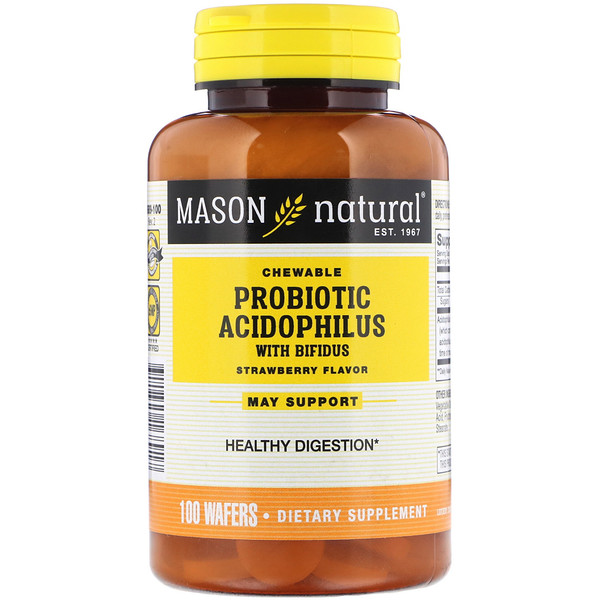 MASON natural®
EST. 1967
CHEWABLE
PROBIOTIC
ACIDOPHILUS
WITH BIFIDUS
STRAWBERRY FLAVOR
MAY SUPPORT
HEALTHY DIGESTION*
100 WAFERS • DIETARY SUPPLEMENT